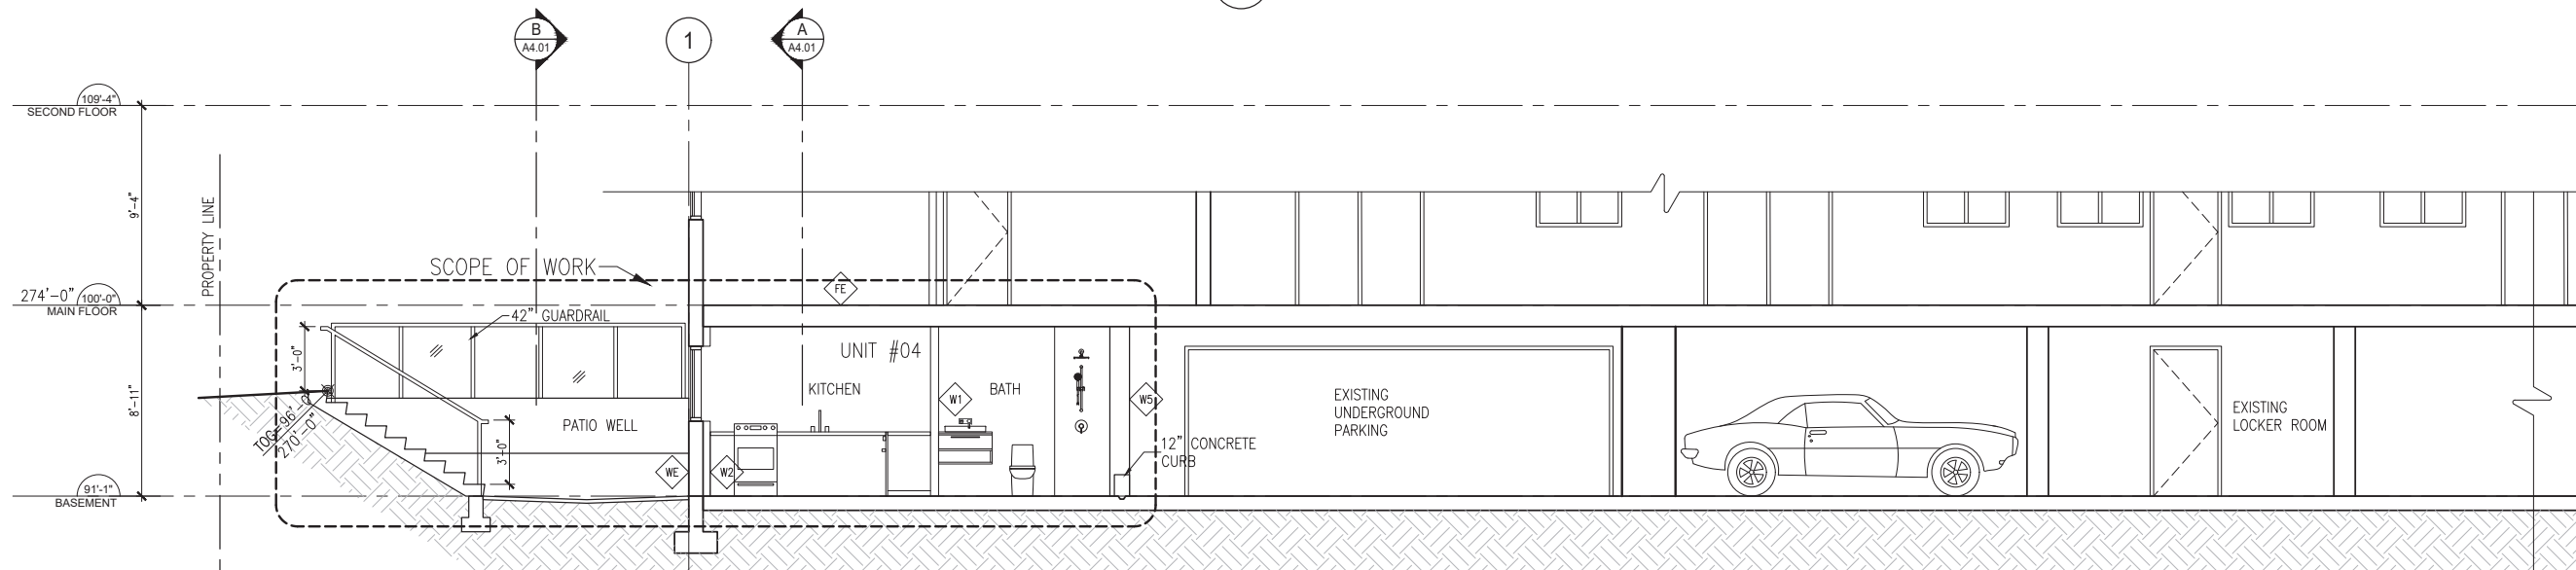 B
A4.01
1
A
A4.01
109'-4"
SECOND FLOOR
9'-4"
PROPERTY LINE
SCOPE OF WORK
274'-0"
100'-0"
MAIN FLOOR
FE
42" GUARDRAIL
3'-0"
8'-11"
UNIT #04
KITCHEN
BATH
W1
W5
TOG=96'-0"
270'-0"
PATIO WELL
3'-0"
WE
W2
12" CONCRETE
CURB
EXISTING
UNDERGROUND
PARKING
EXISTING
LOCKER ROOM
91'-1"
BASEMENT